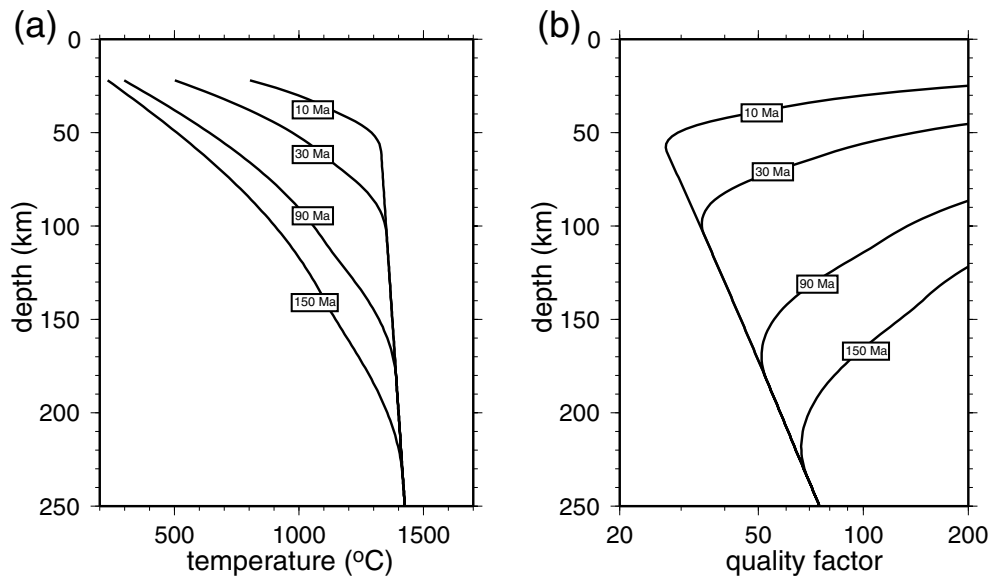 (a)
0
50
100
150
200
250
depth (km)
10 Ma
30 Ma
90 Ma
150 Ma
500 1000 1500
temperature (°C)
(b)
0
50
100
150
200
250
depth (km)
10 Ma
30 Ma
90 Ma
150 Ma
20 50 100 200
quality factor